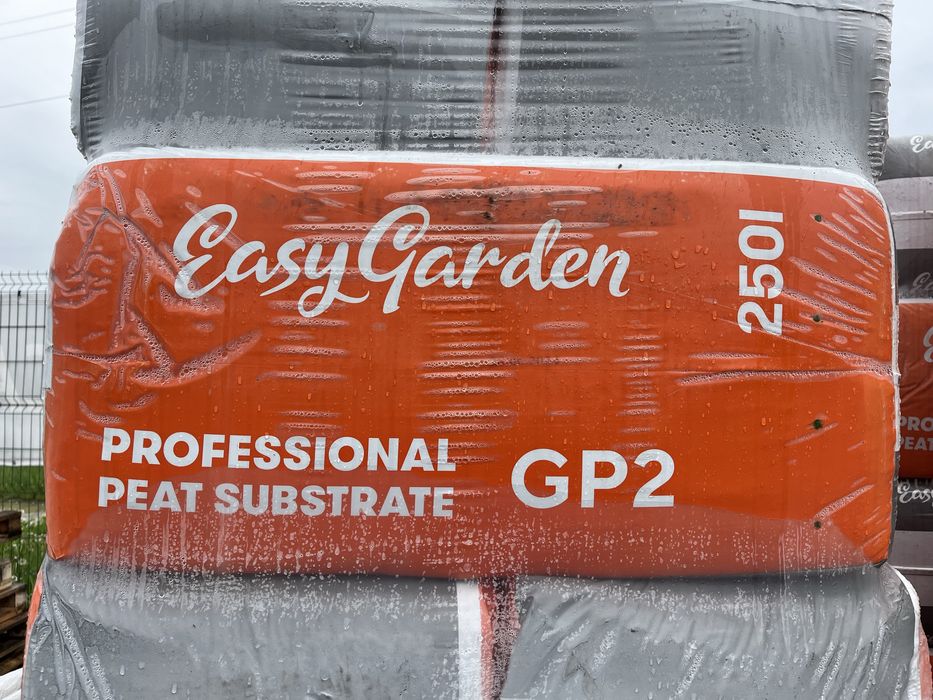 EasyGarden
250l
PROFESSIONAL
PEAT SUBSTRATE
GP2